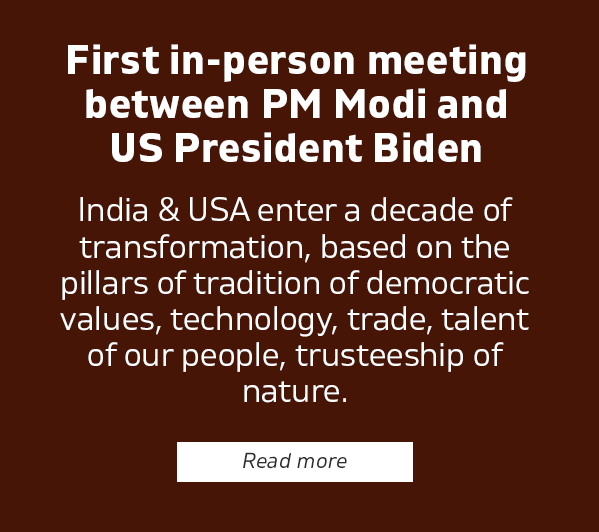 First in-person meeting
between PM Modi and
US President Biden
India & USA enter a decade of
transformation, based on the
pillars of tradition of democratic
values, technology, trade, talent
of our people, trusteeship of
nature.
Read more